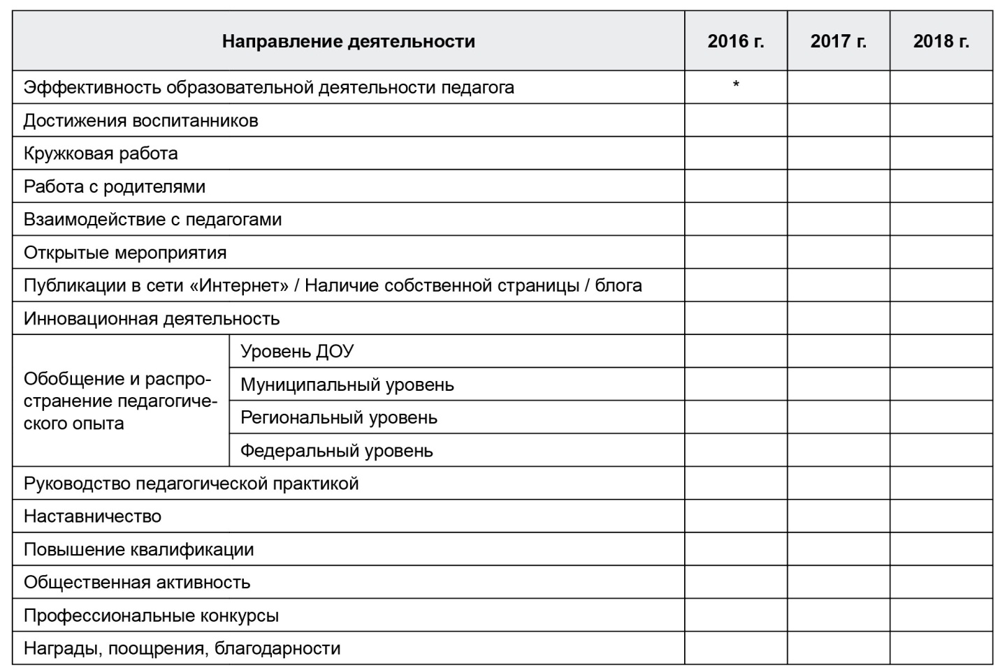 Направление деятельности 2016 г. 2017 г. 2018 г.
Эффективность образовательной деятельности педагога *
Достижения воспитанников
Кружковая работа
Работа с родителями
Взаимодействие с педагогами
Открытые мероприятия
Публикации в сети «Интернет» / Наличие собственной страницы / блога
Инновационная деятельность
Обобщение и распро-
странение педагогиче-
ского опыта
Уровень ДОУ
Муниципальный уровень
Региональный уровень
Федеральный уровень
Руководство педагогической практикой
Наставничество
Повышение квалификации
Общественная активность
Профессиональные конкурсы
Награды, поощрения, благодарности